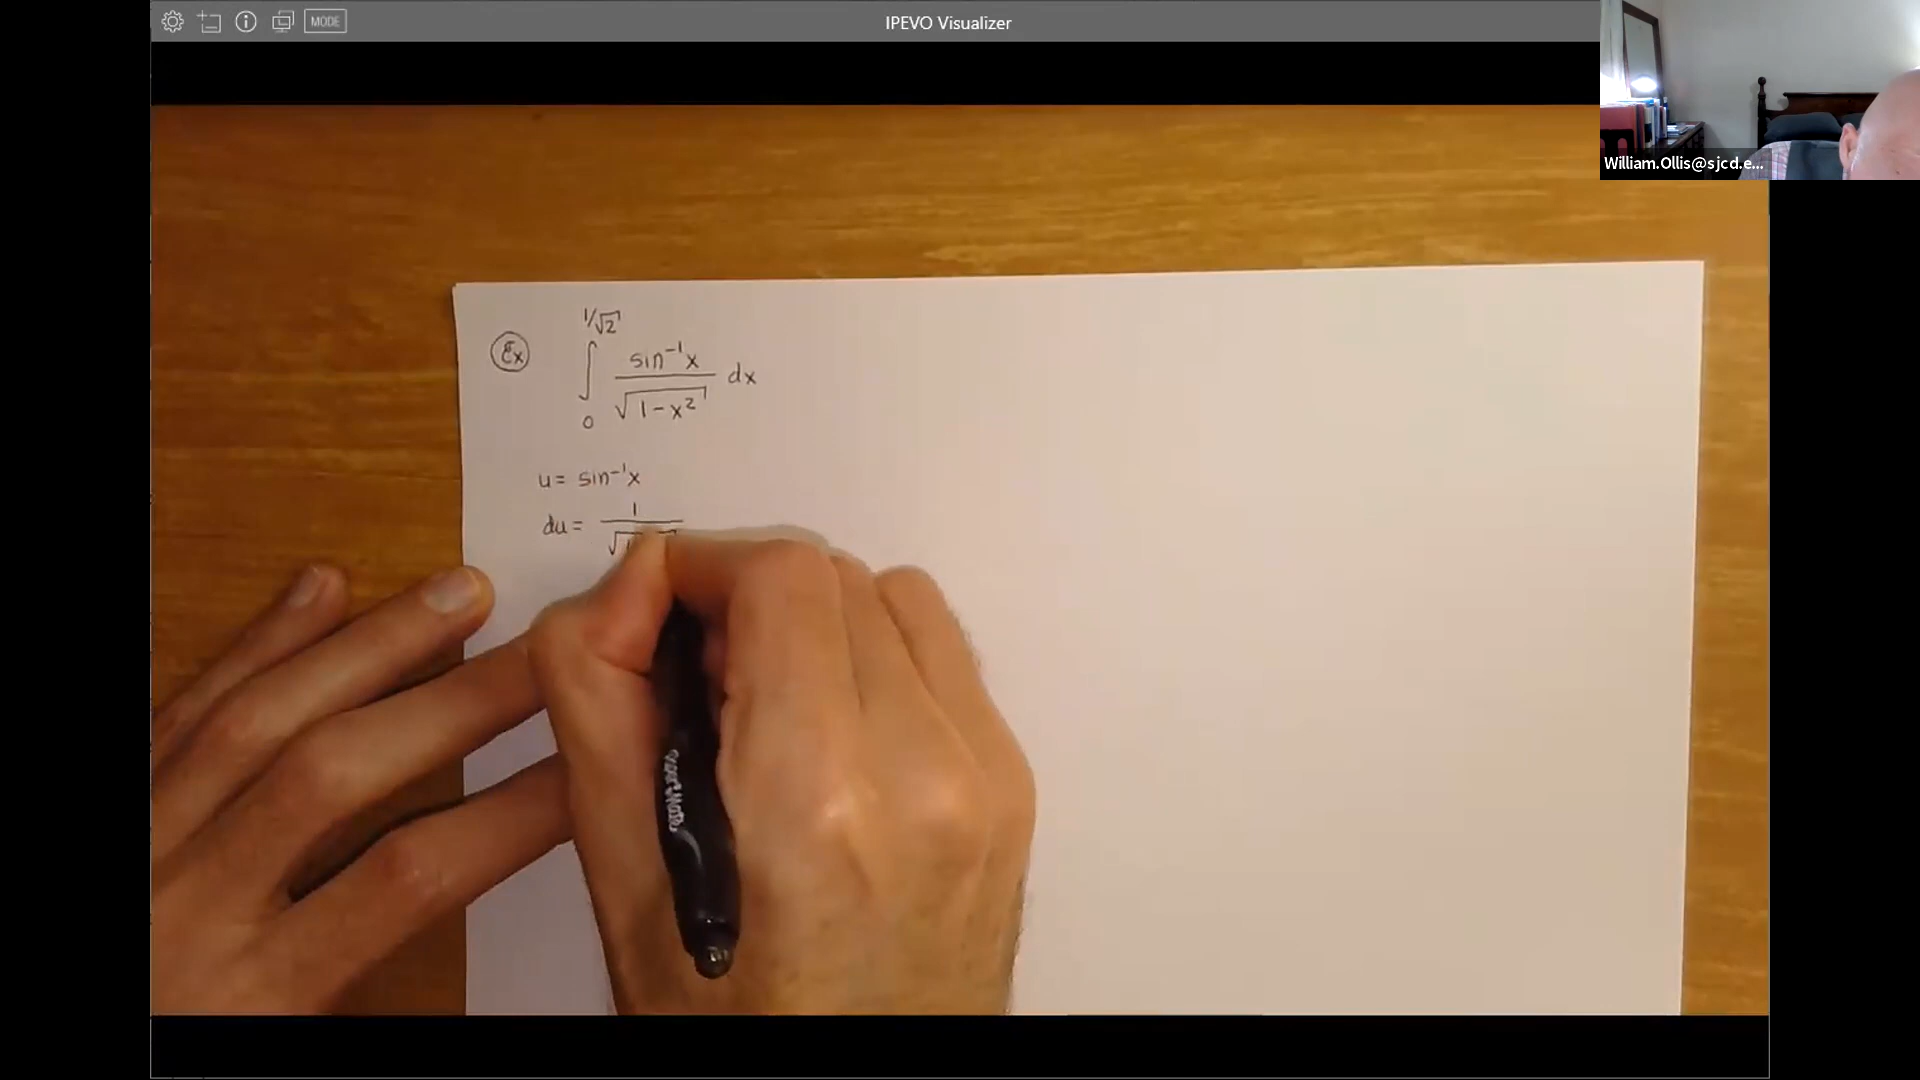 MODE
IPEVO Visualizer
William.Ollis@sjcd.e...
Ex
1/√2
∫ sin⁻¹x / √(1-x²) dx
0
u = sin⁻¹x
du = 1 / √1